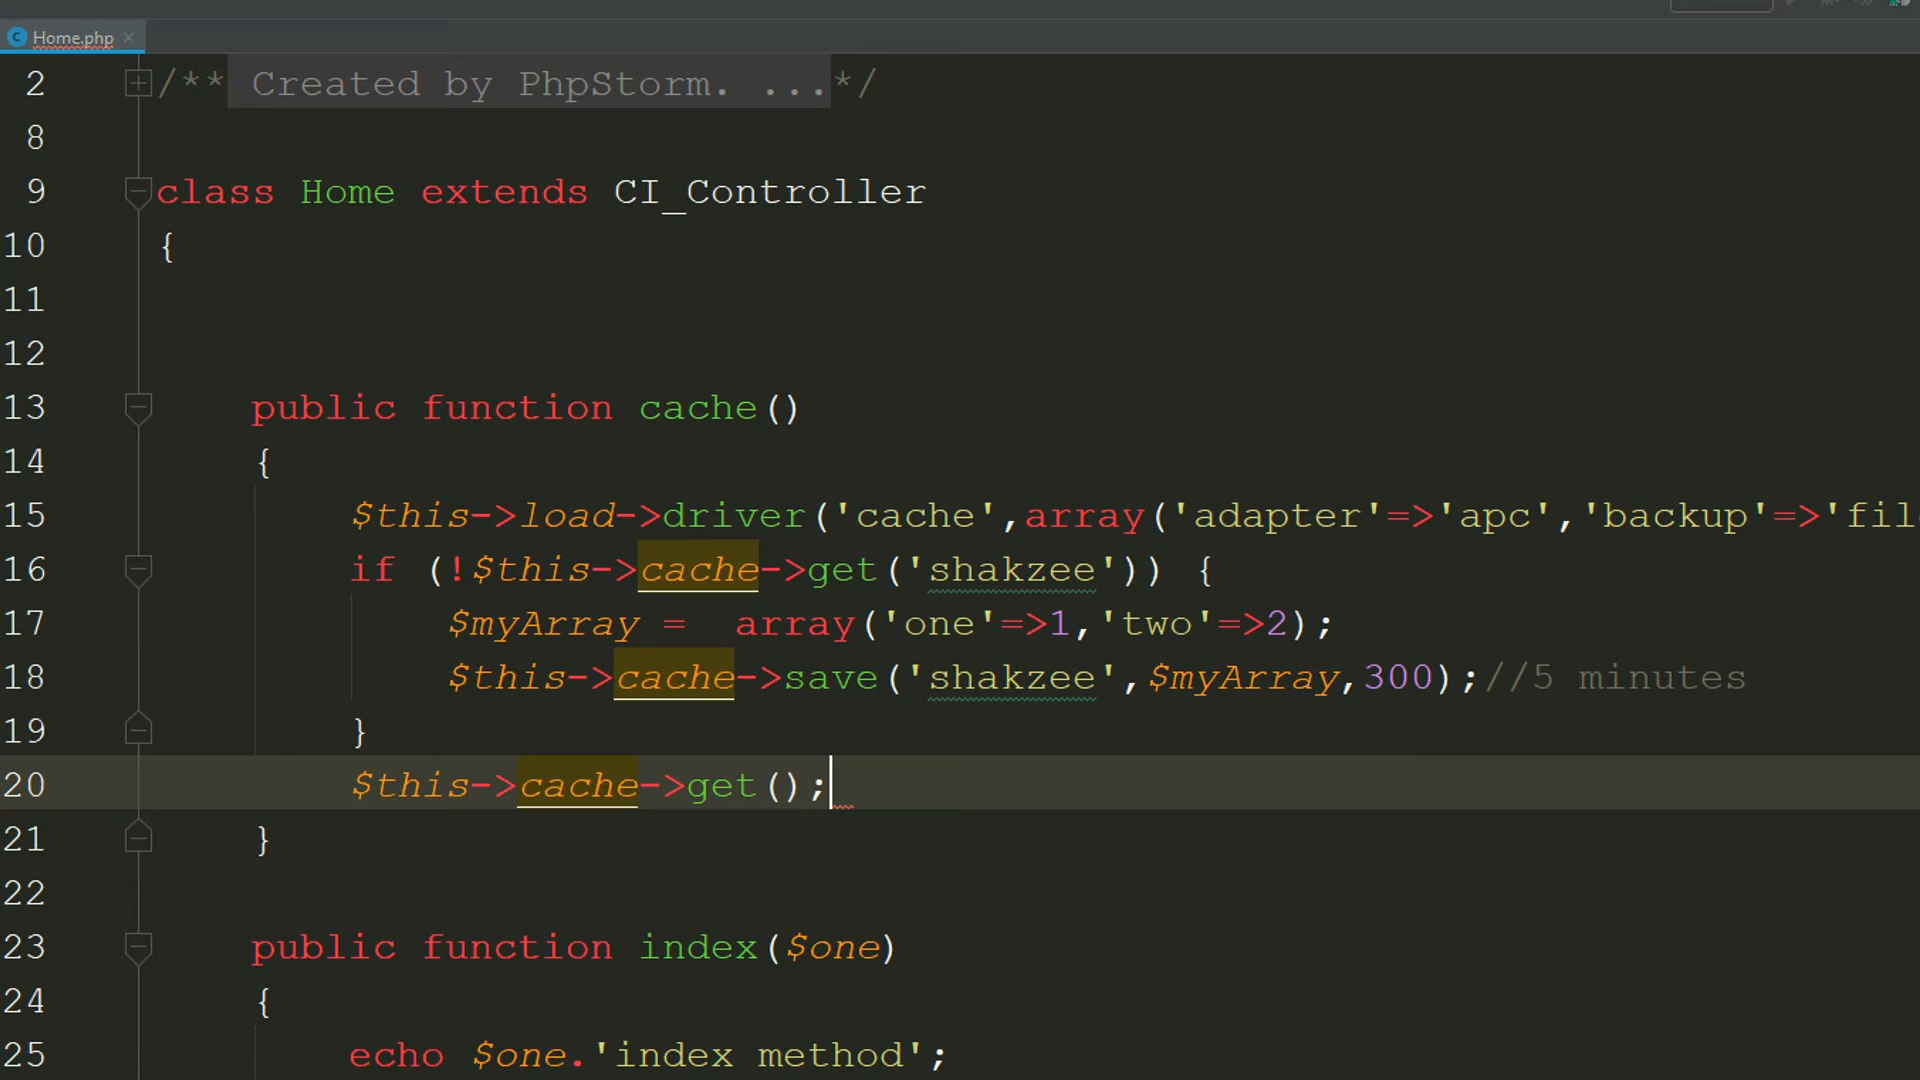 Home.php
2 /** Created by PhpStorm. ...*/
8
9 class Home extends CI_Controller
10 {
11
12
13 public function cache()
14 {
15 $this->load->driver('cache',array('adapter'=>'apc','backup'=>'fil
16 if (!$this->cache->get('shakzee')) {
17 $myArray =  array('one'=>1,'two'=>2);
18 $this->cache->save('shakzee',$myArray,300);//5 minutes
19 }
20 $this->cache->get();
21 }
22
23 public function index($one)
24 {
25 echo $one.'index method';